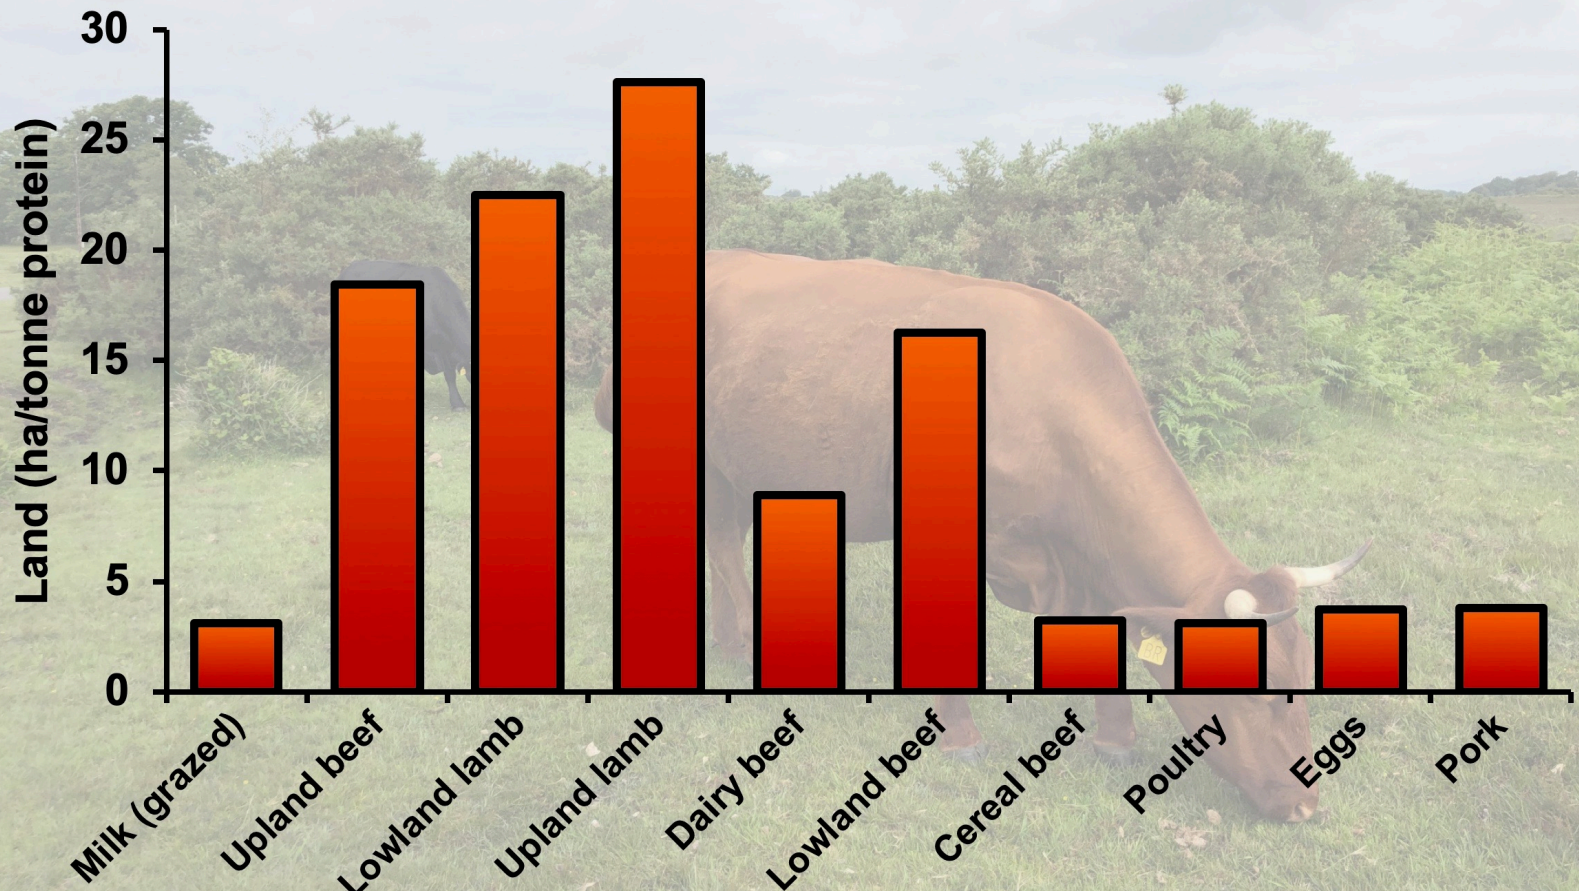 Land (ha/tonne protein)
30
25
20
15
10
5
0
Milk (grazed)
Upland beef
Lowland lamb
Upland lamb
Dairy beef
Lowland beef
Cereal beef
Poultry
Eggs
Pork